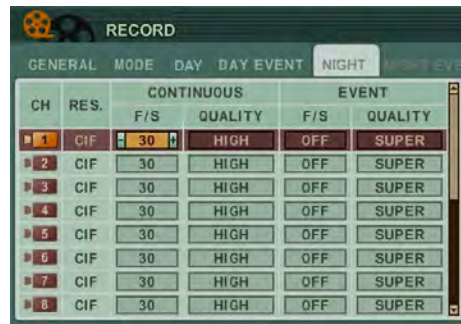 RECORD
GENERAL MODE DAY DAY EVENT NIGHT NIGHT EVE
CH RES. CONTINUOUS EVENT
F/S QUALITY F/S QUALITY
1 CIF - 30 + HIGH OFF SUPER
2 CIF 30 HIGH OFF SUPER
3 CIF 30 HIGH OFF SUPER
4 CIF 30 HIGH OFF SUPER
5 CIF 30 HIGH OFF SUPER
6 CIF 30 HIGH OFF SUPER
7 CIF 30 HIGH OFF SUPER
8 CIF 30 HIGH OFF SUPER